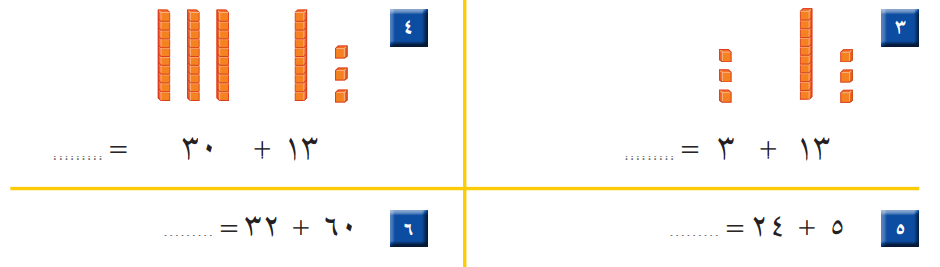 ٣
١٣ + ٣ = .........
٤
١٣ + ٣٠ = .........
٥
٥ + ٢٤ = .........
٦
٦٠ + ٣٢ = .........